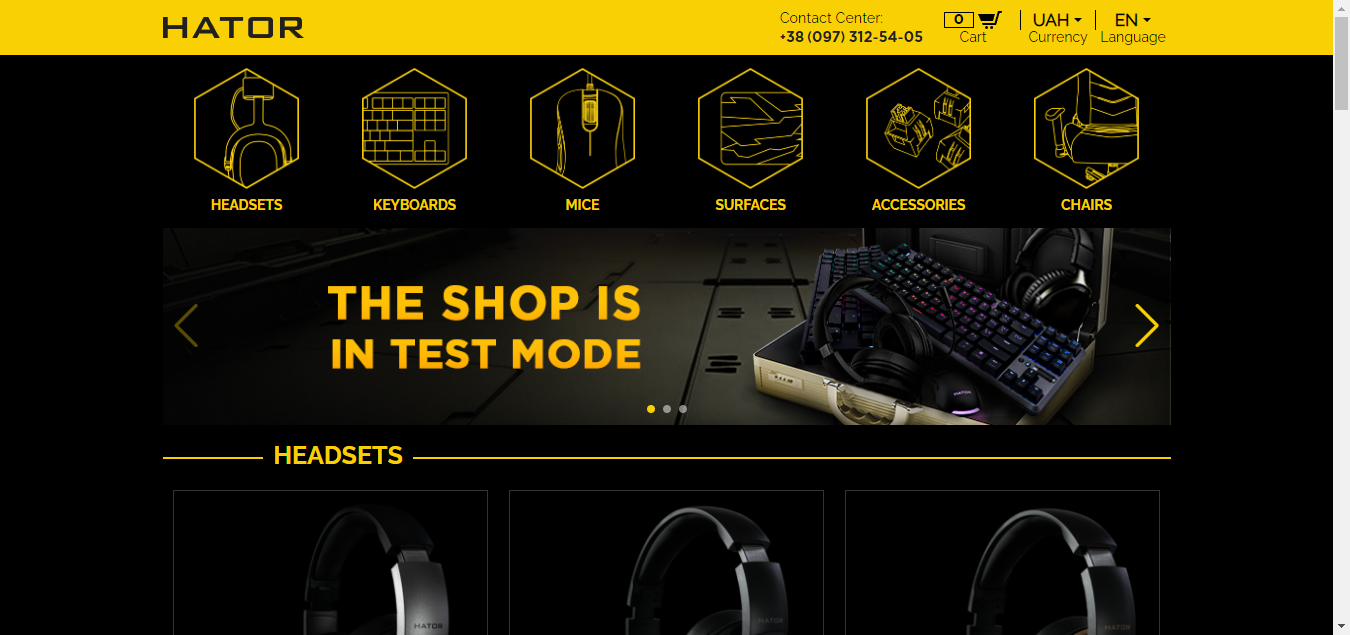 HATOR
Contact Center:
+38 (097) 312-54-05
0
Cart
UAH
Currency
EN
Language
HEADSETS
KEYBOARDS
MICE
SURFACES
ACCESSORIES
CHAIRS
THE SHOP IS
IN TEST MODE
HATOR
HEADSETS
HATOR
HATOR
HATOR